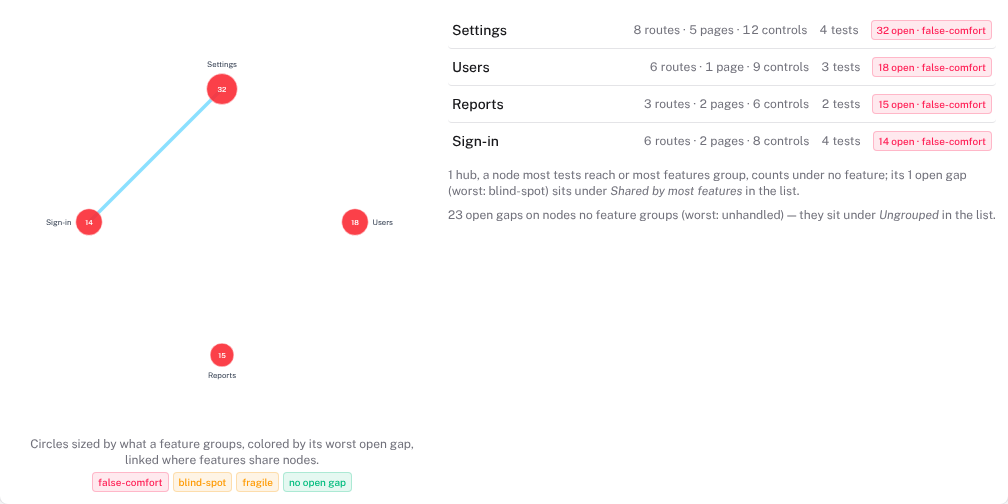 Settings
32
Sign-in
14
18
Users
15
Reports
Circles sized by what a feature groups, colored by its worst open gap,
linked where features share nodes.
false-comfort
blind-spot
fragile
no open gap
Settings
8 routes · 5 pages · 12 controls
4 tests
32 open · false-comfort
Users
6 routes · 1 page · 9 controls
3 tests
18 open · false-comfort
Reports
3 routes · 2 pages · 6 controls
2 tests
15 open · false-comfort
Sign-in
6 routes · 2 pages · 8 controls
4 tests
14 open · false-comfort
1 hub, a node most tests reach or most features group, counts under no feature; its 1 open gap
(worst: blind-spot) sits under Shared by most features in the list.
23 open gaps on nodes no feature groups (worst: unhandled) — they sit under Ungrouped in the list.